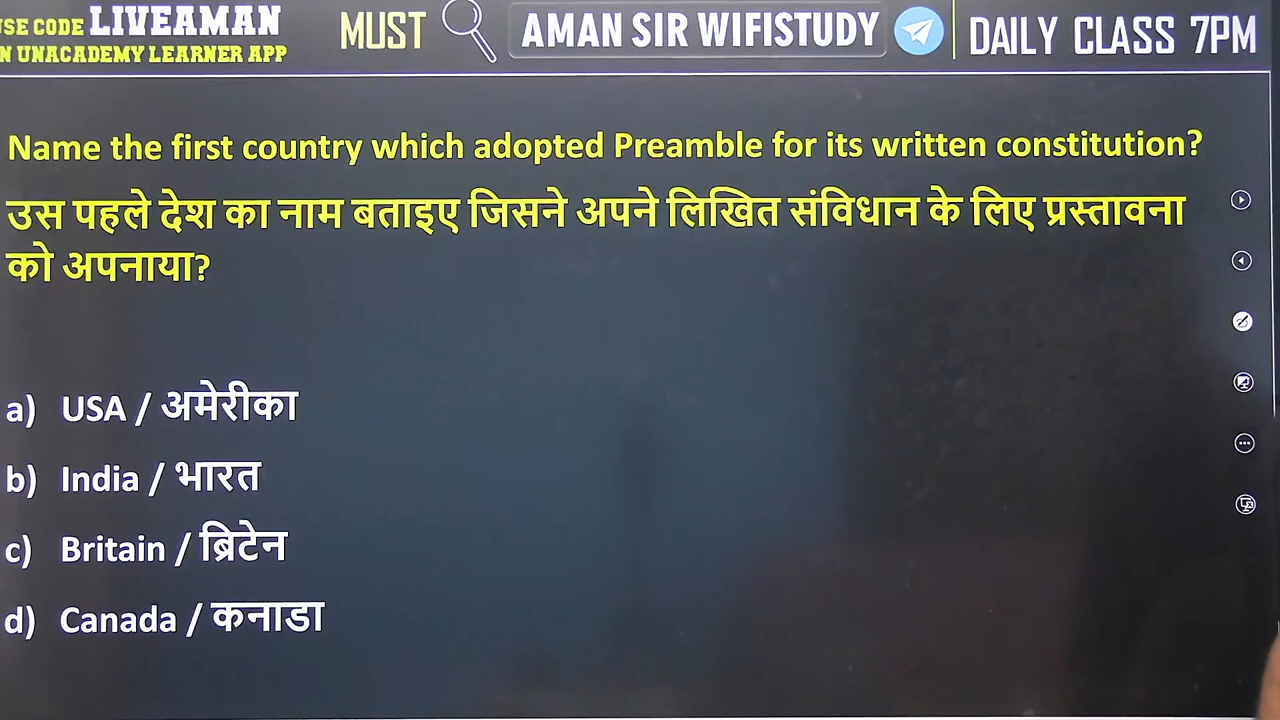 SE CODE LIVEAMAN
N UNACADEMY LEARNER APP
MUST
AMAN SIR WIFISTUDY
DAILY CLASS 7PM
Name the first country which adopted Preamble for its written constitution?
उस पहले देश का नाम बताइए जिसने अपने लिखित संविधान के लिए प्रस्तावना
को अपनाया?
a) USA / अमेरीका
b) India / भारत
c) Britain / ब्रिटेन
d) Canada / कनाडा